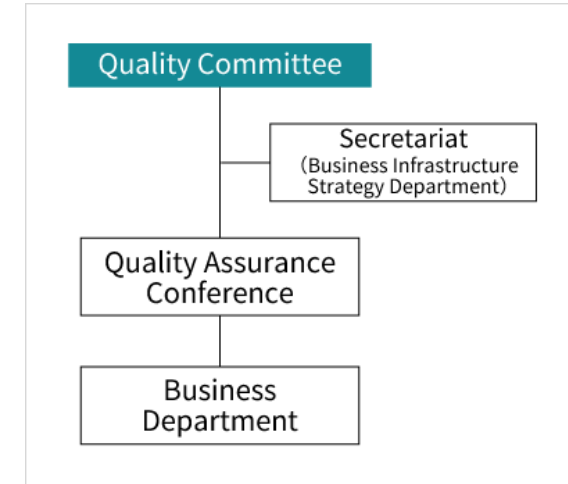 Quality Committee
Secretariat
（Business Infrastructure
Strategy Department）
Quality Assurance
Conference
Business
Department